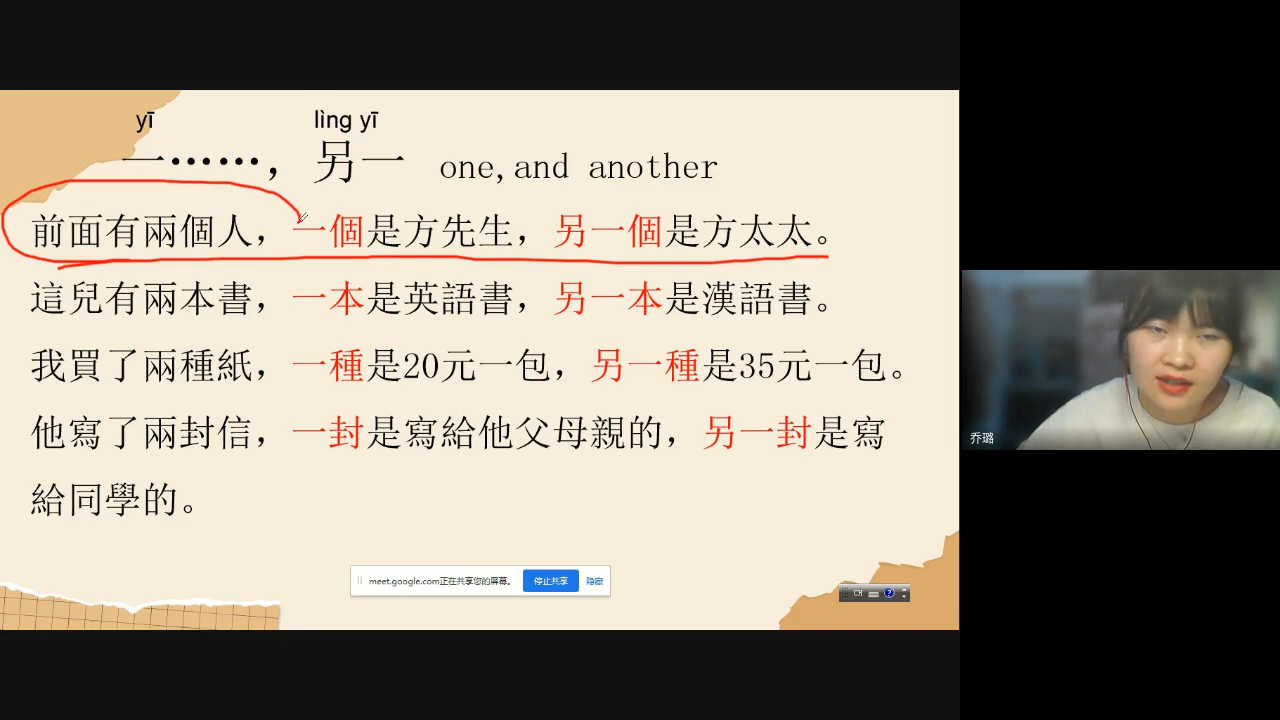 yī lìng yī
一……，另一 one,and another
前面有兩個人，一個是方先生，另一個是方太太。
這兒有兩本書，一本是英語書，另一本是漢語書。
我買了兩種紙，一種是20元一包，另一種是35元一包。
他寫了兩封信，一封是寫給他父母親的，另一封是寫
給同學的。
乔璐
meet.google.com正在共享您的屏幕。 停止共享 隐藏
CH